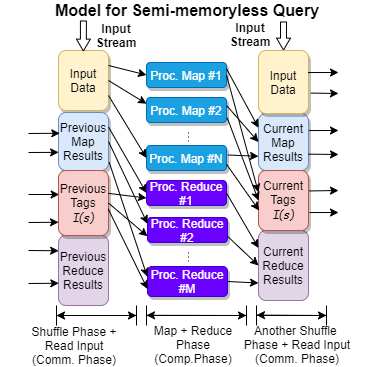 Model for Semi-memoryless Query
Input
Stream
Input
Stream
Input
Data
Previous
Map
Results
Previous
Tags
I(s)
Previous
Reduce
Results
Proc. Map #1
Proc. Map #2
Proc. Map #N
Proc. Reduce
#1
Proc. Reduce
#2
Proc. Reduce
#M
Input
Data
Current
Map
Results
Current
Tags
I(s)
Current
Reduce
Results
Shuffle Phase +
Read Input
(Comm. Phase)
Map + Reduce
Phase
(Comp.Phase)
Another Shuffle
Phase + Read Input
(Comm. Phase)